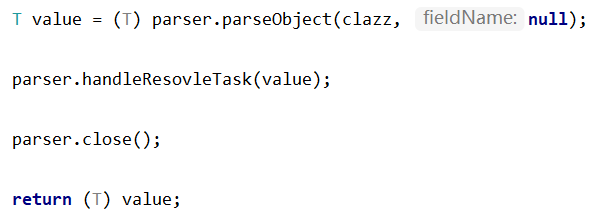 T value = (T) parser.parseObject(clazz, fieldName: null);
parser.handleResovleTask(value);
parser.close();
return (T) value;